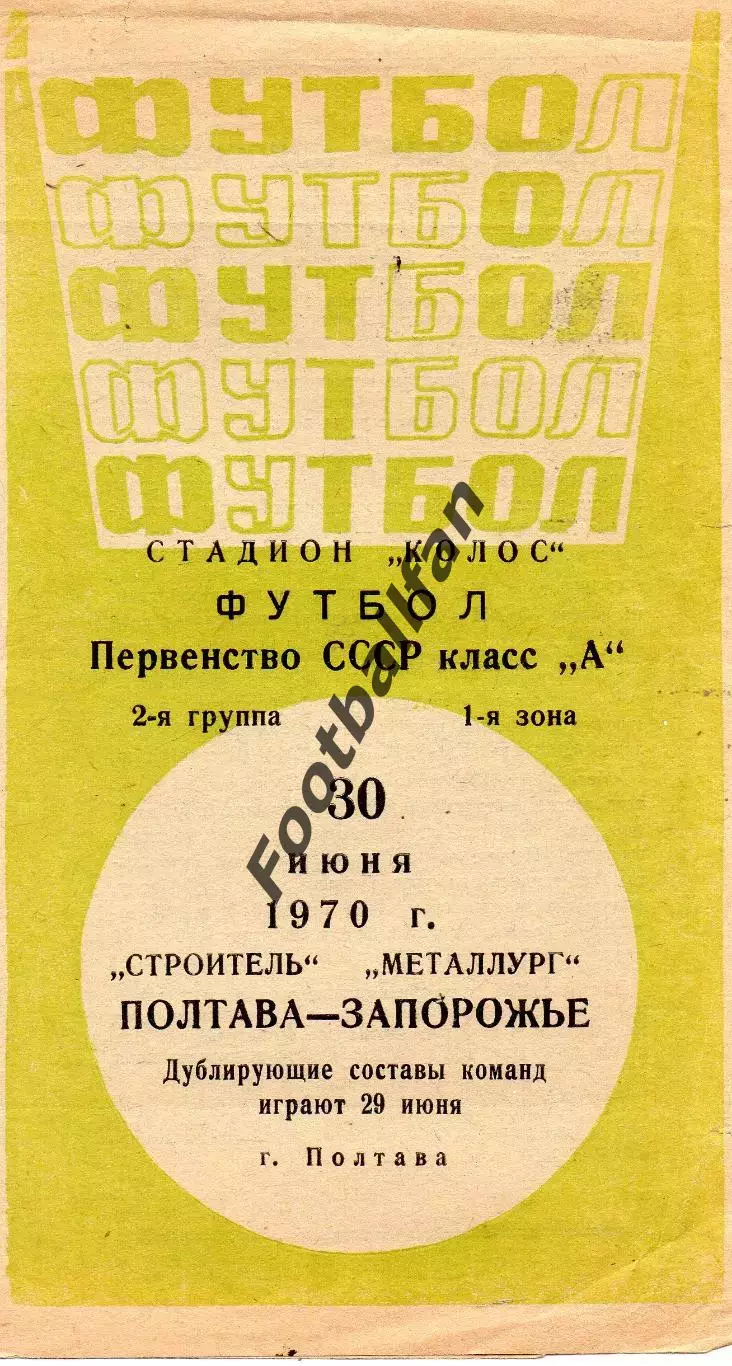 ФУТБОЛ
ФУТБОЛ
ФУТБОЛ
ФУТБОЛ
ФУТБОЛ
СТАДИОН „КОЛОС“
ФУТБОЛ
Первенство СССР класс „А“
2-я группа 1-я зона
30
июня
1970 г.
„СТРОИТЕЛЬ“ „МЕТАЛЛУРГ“
ПОЛТАВА—ЗАПОРОЖЬЕ
Дублирующие составы команд
играют 29 июня
г. Полтава
Footballfan